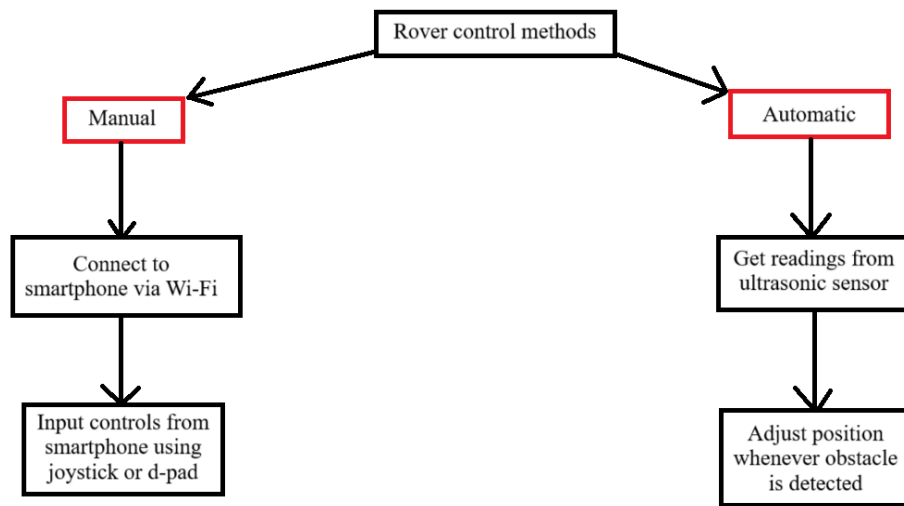 Rover control methods
Manual
Automatic
Connect to
smartphone via Wi-Fi
Get readings from
ultrasonic sensor
Input controls from
smartphone using
joystick or d-pad
Adjust position
whenever obstacle
is detected